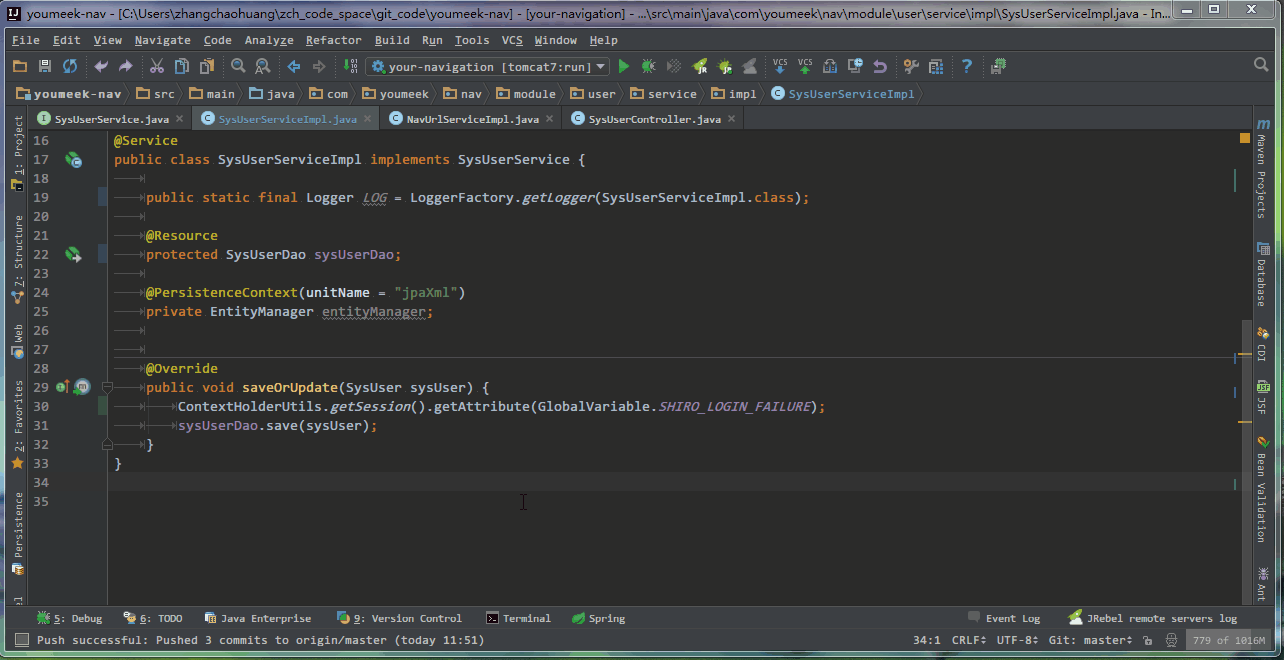 youmeek-nav - [C:\Users\zhangchaohuang\zch_code_space\git_code\youmeek-nav] - [your-navigation] - ...\src\main\java\com\youmeek\nav\module\user\service\impl\SysUserServiceImpl.java - In...
File Edit View Navigate Code Analyze Refactor Build Run Tools VCS Window Help
your-navigation [tomcat7:run] VCS VCS
youmeek-nav src main java com youmeek nav module user service impl SysUserServiceImpl
SysUserService.java SysUserServiceImpl.java NavUrlServiceImpl.java SysUserController.java
1: Project
Z: Structure
Web
2: Favorites
Persistence
16 @Service
17 public class SysUserServiceImpl implements SysUserService {
18
19 public static final Logger LOG = LoggerFactory.getLogger(SysUserServiceImpl.class);
20
21 @Resource
22 protected SysUserDao sysUserDao;
23
24 @PersistenceContext(unitName = "jpaXml")
25 private EntityManager entityManager;
26
27
28 @Override
29 public void saveOrUpdate(SysUser sysUser) {
30 ContextHolderUtils.getSession().getAttribute(GlobalVariable.SHIRO_LOGIN_FAILURE);
31 sysUserDao.save(sysUser);
32 }
33 }
34
35
Maven Projects
Database
CDI
JSF
Bean Validation
Ant
5: Debug 6: TODO Java Enterprise 9: Version Control Terminal Spring Event Log JRebel remote servers log
Push successful: Pushed 3 commits to origin/master (today 11:51) 34:1 CRLF UTF-8 Git: master 779 of 1016M